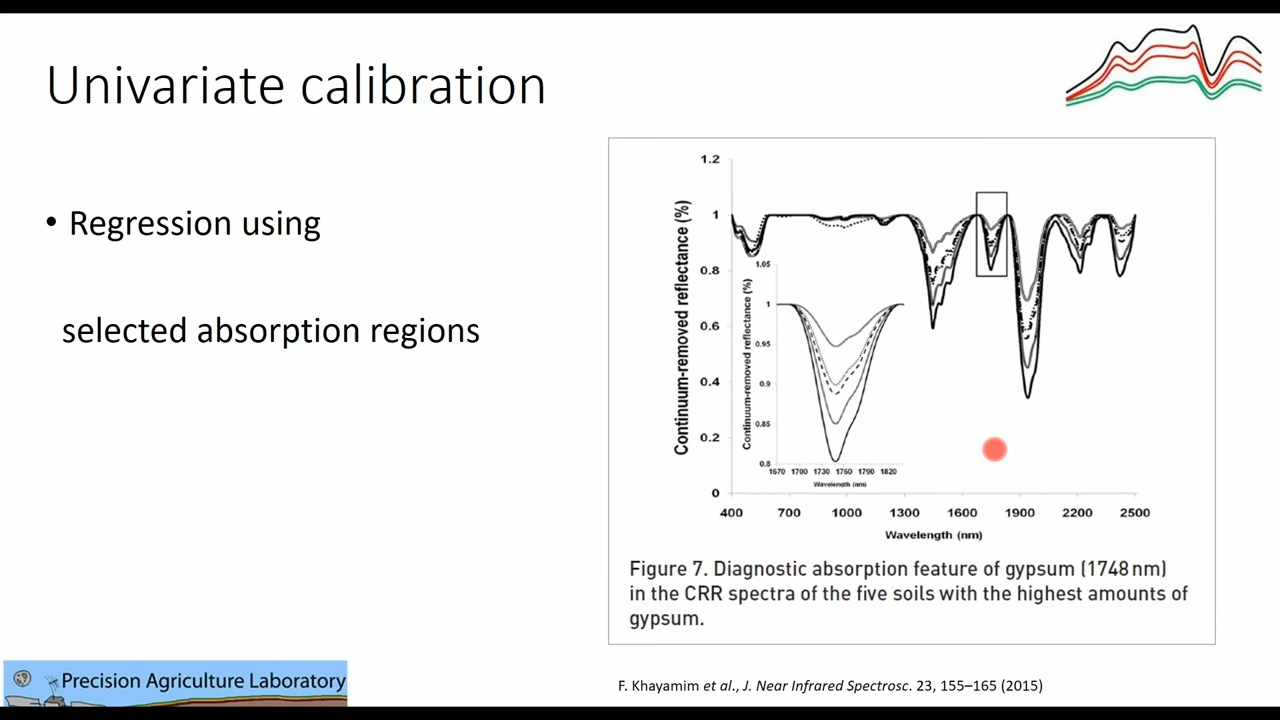 Univariate calibration
• Regression using
selected absorption regions
1.2
1
0.8
0.6
0.4
0.2
0
Continuum-removed reflectance (%)
400 700 1000 1300 1600 1900 2200 2500
Wavelength (nm)
1.05
1
0.95
0.9
0.85
0.8
Continuum-removed reflectance (%)
1670 1700 1730 1760 1790 1820
Wavelength (nm)
Figure 7. Diagnostic absorption feature of gypsum (1748 nm)
in the CRR spectra of the five soils with the highest amounts of
gypsum.
Precision Agriculture Laboratory
F. Khayamim et al., J. Near Infrared Spectrosc. 23, 155–165 (2015)